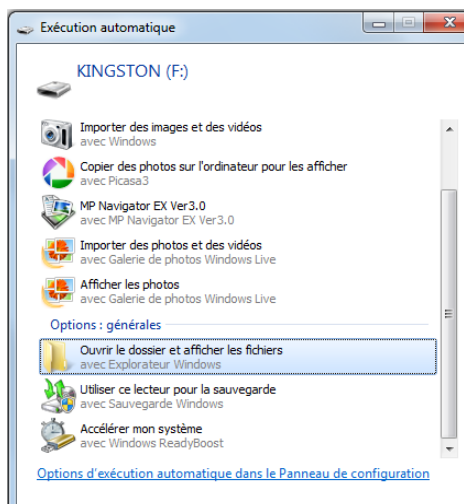 Exécution automatique
KINGSTON (F:)
Importer des images et des vidéos
avec Windows
Copier des photos sur l'ordinateur pour les afficher
avec Picasa3
MP Navigator EX Ver3.0
avec MP Navigator EX Ver3.0
Importer des photos et des vidéos
avec Galerie de photos Windows Live
Afficher les photos
avec Galerie de photos Windows Live
Options : générales
Ouvrir le dossier et afficher les fichiers
avec Explorateur Windows
Utiliser ce lecteur pour la sauvegarde
avec Sauvegarde Windows
Accélérer mon système
avec Windows ReadyBoost
Options d'exécution automatique dans le Panneau de configuration